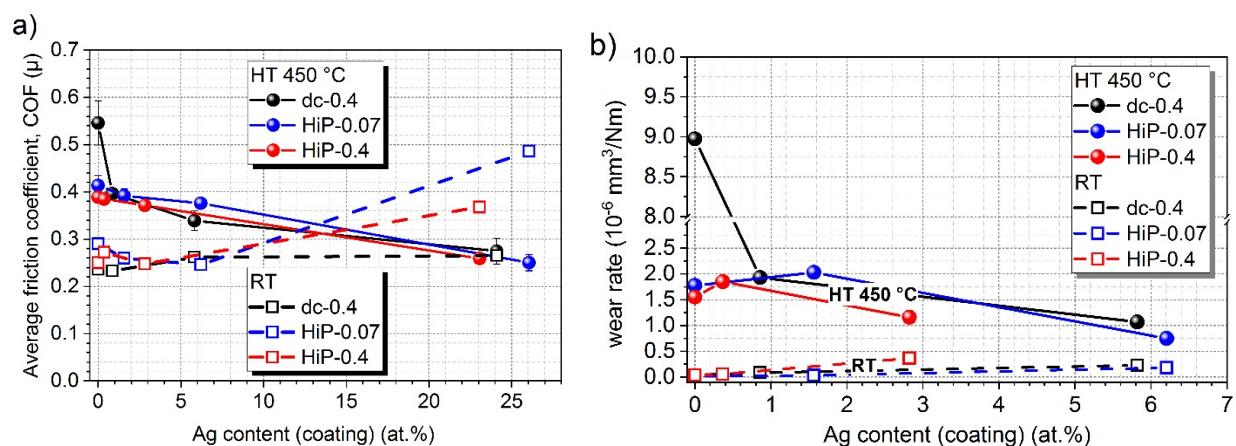 a)
Average friction coefficient, COF (μ)
0.7
0.6
0.5
0.4
0.3
0.2
0.1
0.0
HT 450 °C
dc-0.4
HiP-0.07
HiP-0.4
RT
dc-0.4
HiP-0.07
HiP-0.4
0 5 10 15 20 25
Ag content (coating) (at.%)
b)
wear rate (10⁻⁶ mm³/Nm)
10.0
9.5
9.0
8.5
8.0
2.5
2.0
1.5
1.0
0.5
0.0
HT 450 °C
dc-0.4
HiP-0.07
HiP-0.4
RT
dc-0.4
HiP-0.07
HiP-0.4
HT 450 °C
RT
0 1 2 3 4 5 6 7
Ag content (coating) (at.%)